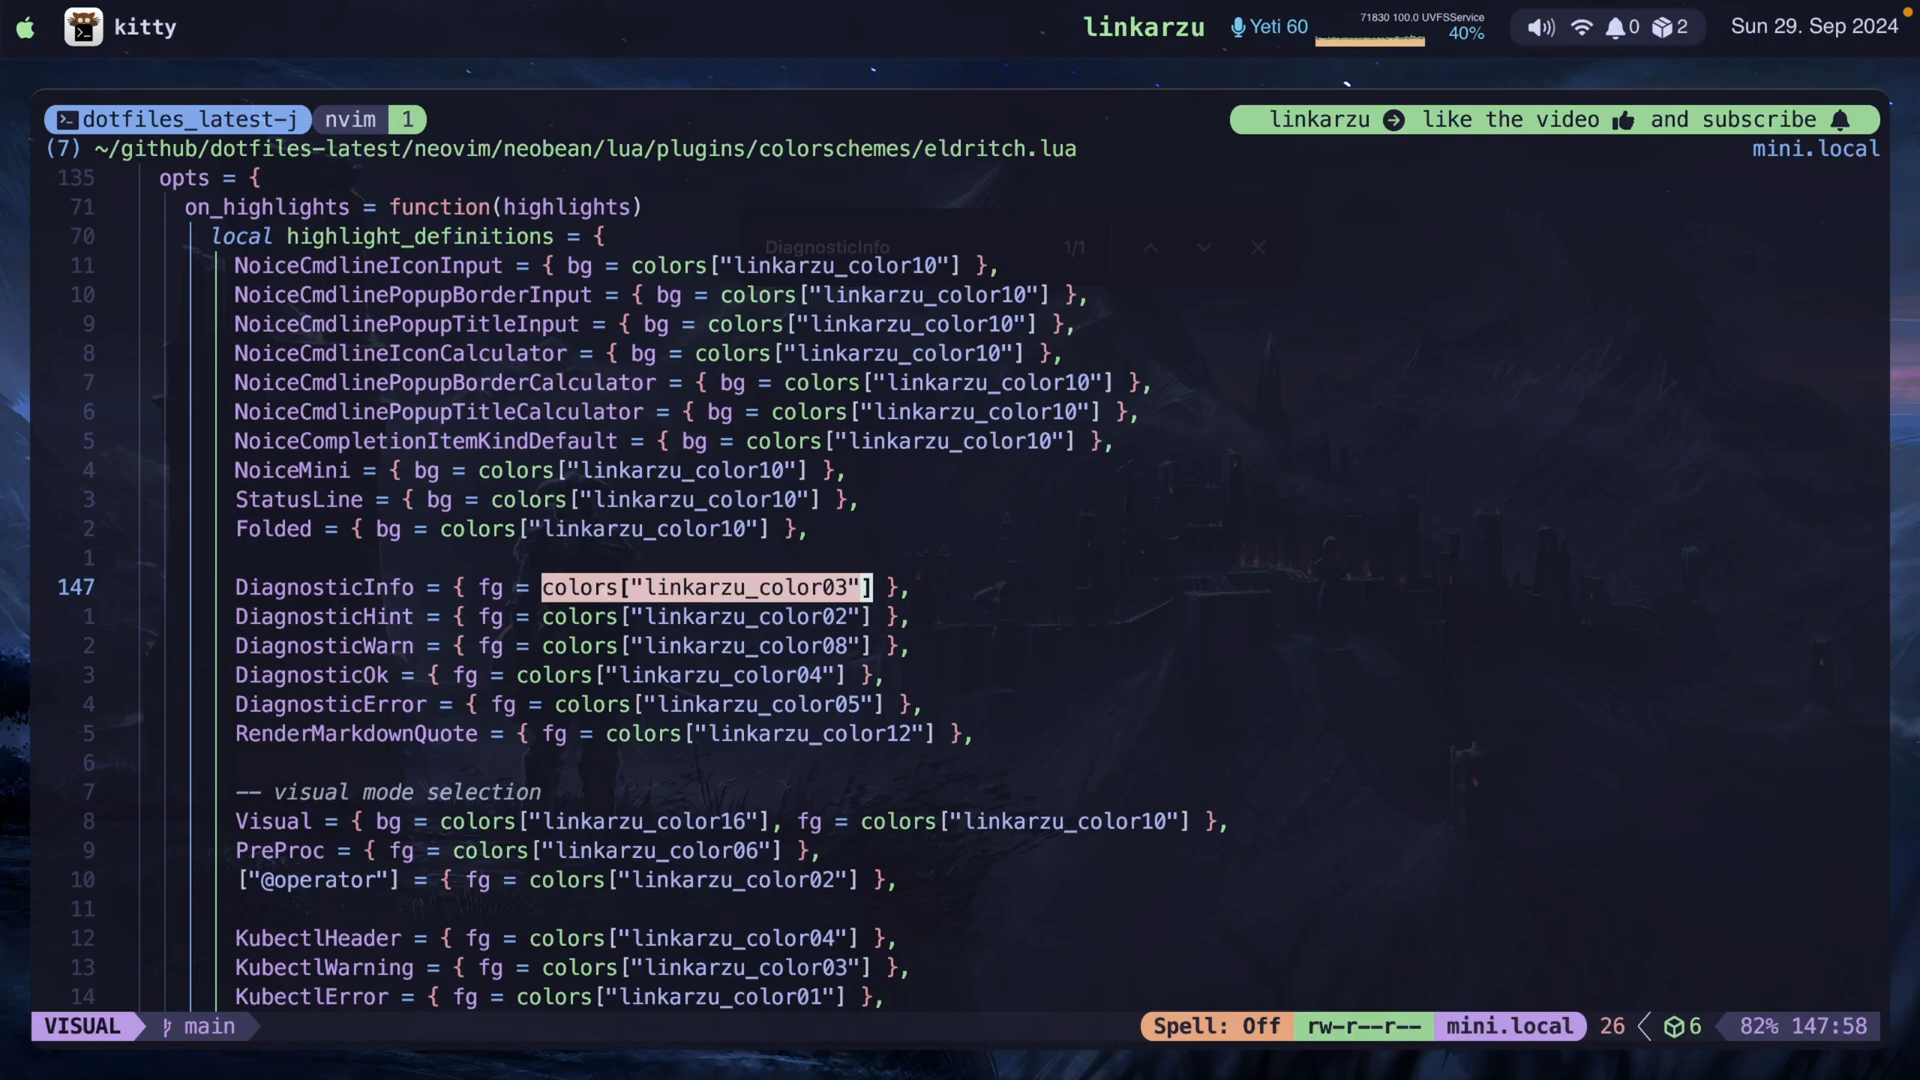 kitty
linkarzu
Yeti 60
71830 100.0 UVFSService
40%
0
2
Sun 29. Sep 2024
dotfiles_latest-j nvim 1
linkarzu like the video and subscribe
(7) ~/github/dotfiles-latest/neovim/neobean/lua/plugins/colorschemes/eldritch.lua mini.local
135 opts = {
71 on_highlights = function(highlights)
70 local highlight_definitions = {
DiagnosticInfo 1/1
11 NoiceCmdlineIconInput = { bg = colors["linkarzu_color10"] },
10 NoiceCmdlinePopupBorderInput = { bg = colors["linkarzu_color10"] },
9 NoiceCmdlinePopupTitleInput = { bg = colors["linkarzu_color10"] },
8 NoiceCmdlineIconCalculator = { bg = colors["linkarzu_color10"] },
7 NoiceCmdlinePopupBorderCalculator = { bg = colors["linkarzu_color10"] },
6 NoiceCmdlinePopupTitleCalculator = { bg = colors["linkarzu_color10"] },
5 NoiceCompletionItemKindDefault = { bg = colors["linkarzu_color10"] },
4 NoiceMini = { bg = colors["linkarzu_color10"] },
3 StatusLine = { bg = colors["linkarzu_color10"] },
2 Folded = { bg = colors["linkarzu_color10"] },
1
147 DiagnosticInfo = { fg = colors["linkarzu_color03"] },
1 DiagnosticHint = { fg = colors["linkarzu_color02"] },
2 DiagnosticWarn = { fg = colors["linkarzu_color08"] },
3 DiagnosticOk = { fg = colors["linkarzu_color04"] },
4 DiagnosticError = { fg = colors["linkarzu_color05"] },
5 RenderMarkdownQuote = { fg = colors["linkarzu_color12"] },
6
7 -- visual mode selection
8 Visual = { bg = colors["linkarzu_color16"], fg = colors["linkarzu_color10"] },
9 PreProc = { fg = colors["linkarzu_color06"] },
10 ["@operator"] = { fg = colors["linkarzu_color02"] },
11
12 KubectlHeader = { fg = colors["linkarzu_color04"] },
13 KubectlWarning = { fg = colors["linkarzu_color03"] },
14 KubectlError = { fg = colors["linkarzu_color01"] },
VISUAL main Spell: Off rw-r--r-- mini.local 26 6 82% 147:58